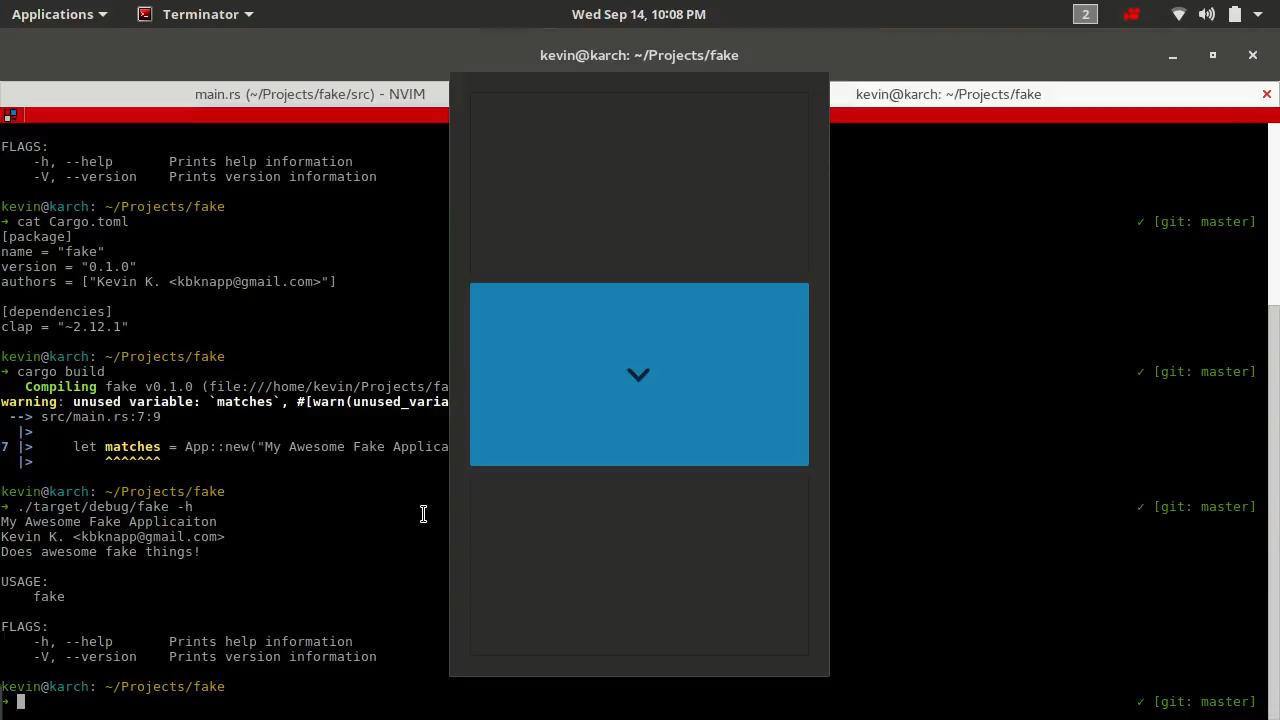 Applications
Terminator
Wed Sep 14, 10:08 PM
2
kevin@karch: ~/Projects/fake
main.rs (~/Projects/fake/src) - NVIM
kevin@karch: ~/Projects/fake
FLAGS:
-h, --help       Prints help information
-V, --version    Prints version information
kevin@karch: ~/Projects/fake
➜ cat Cargo.toml ✓ [git: master]
[package]
name = "fake"
version = "0.1.0"
authors = ["Kevin K. <kbknapp@gmail.com>"]
[dependencies]
clap = "~2.12.1"
kevin@karch: ~/Projects/fake
➜ cargo build ✓ [git: master]
Compiling fake v0.1.0 (file:///home/kevin/Projects/fa
warning: unused variable: `matches`, #[warn(unused_varia
--> src/main.rs:7:9
|>
7 |>     let matches = App::new("My Awesome Fake Applica
|>         ^^^^^^^
kevin@karch: ~/Projects/fake
➜ ./target/debug/fake -h ✓ [git: master]
My Awesome Fake Applicaiton
Kevin K. <kbknapp@gmail.com>
Does awesome fake things!
USAGE:
fake
FLAGS:
-h, --help       Prints help information
-V, --version    Prints version information
kevin@karch: ~/Projects/fake
➜ ✓ [git: master]